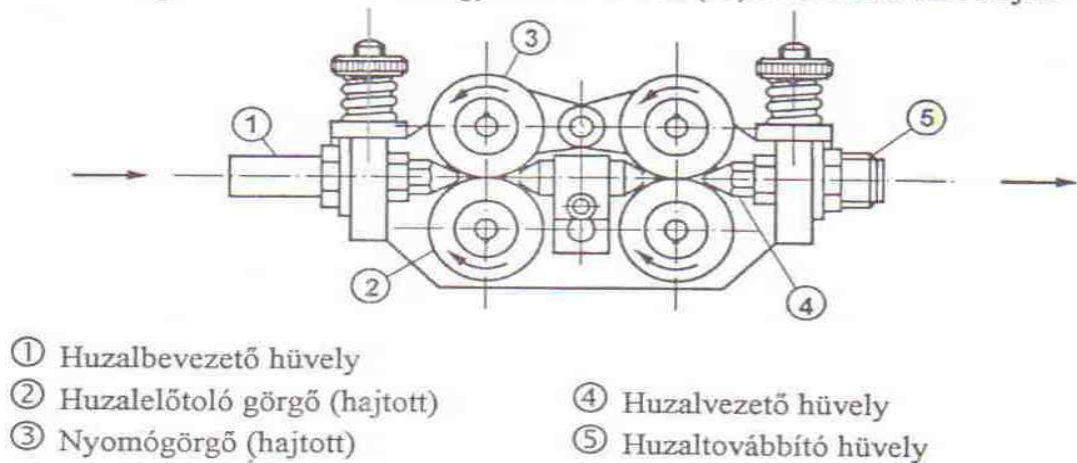 3
1
5
2
4
① Huzalbevezető hüvely
② Huzalelőtoló görgő (hajtott)
③ Nyomógörgő (hajtott)
④ Huzalvezető hüvely
⑤ Huzaltovábbító hüvely